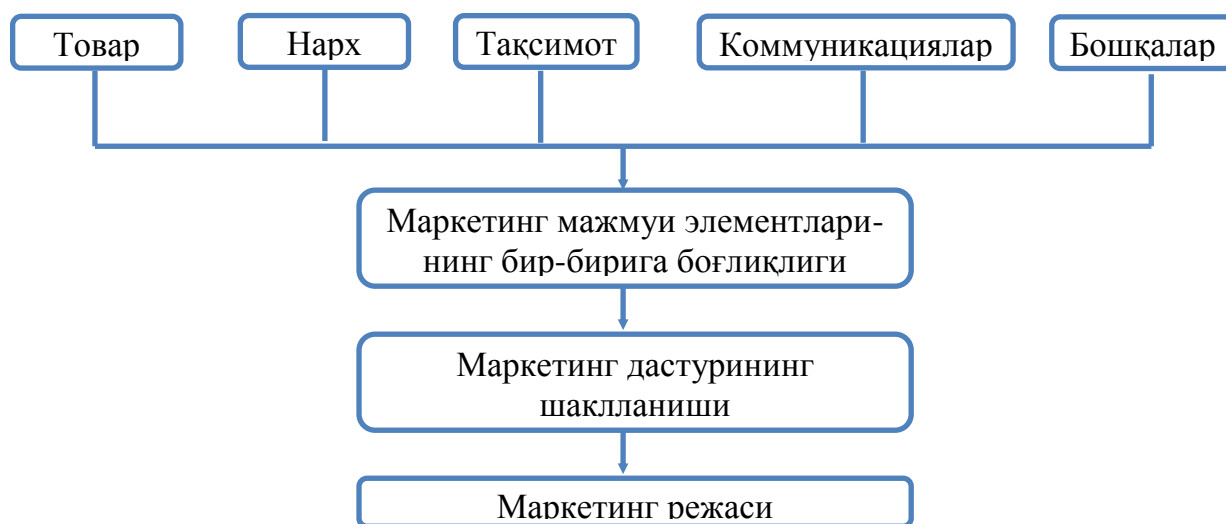 Товар
Нарх
Тақсимот
Коммуникациялар
Бошқалар
Маркетинг мажмуи элементлари-
нинг бир-бирига боғлиқлиги
Маркетинг дастурининг
шаклланиши
Маркетинг режаси